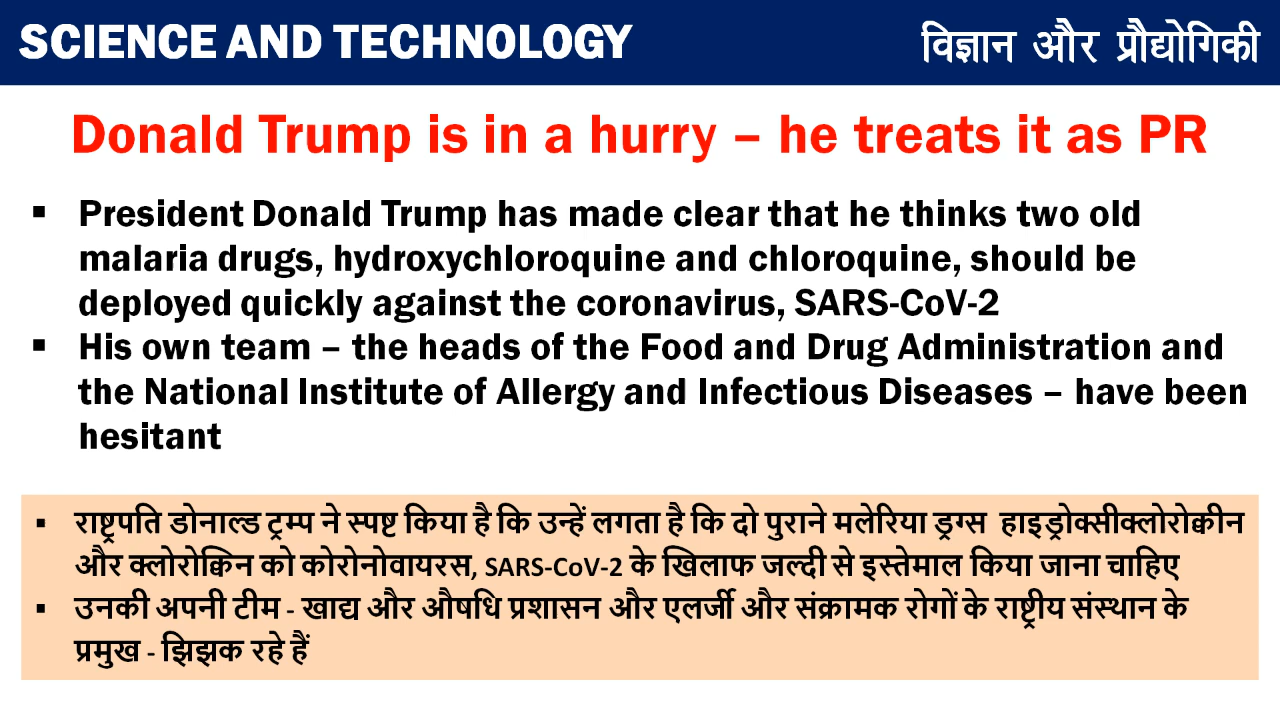 SCIENCE AND TECHNOLOGY
विज्ञान और प्रौद्योगिकी
Donald Trump is in a hurry – he treats it as PR
▪ President Donald Trump has made clear that he thinks two old
malaria drugs, hydroxychloroquine and chloroquine, should be
deployed quickly against the coronavirus, SARS-CoV-2
▪ His own team – the heads of the Food and Drug Administration and
the National Institute of Allergy and Infectious Diseases – have been
hesitant
▪ राष्ट्रपति डोनाल्ड ट्रम्प ने स्पष्ट किया है कि उन्हें लगता है कि दो पुराने मलेरिया ड्रग्स हाइड्रोक्सीक्लोरोक्वीन
और क्लोरोक्विन को कोरोनोवायरस, SARS-CoV-2 के खिलाफ जल्दी से इस्तेमाल किया जाना चाहिए
▪ उनकी अपनी टीम - खाद्य और औषधि प्रशासन और एलर्जी और संक्रामक रोगों के राष्ट्रीय संस्थान के
प्रमुख - झिझक रहे हैं